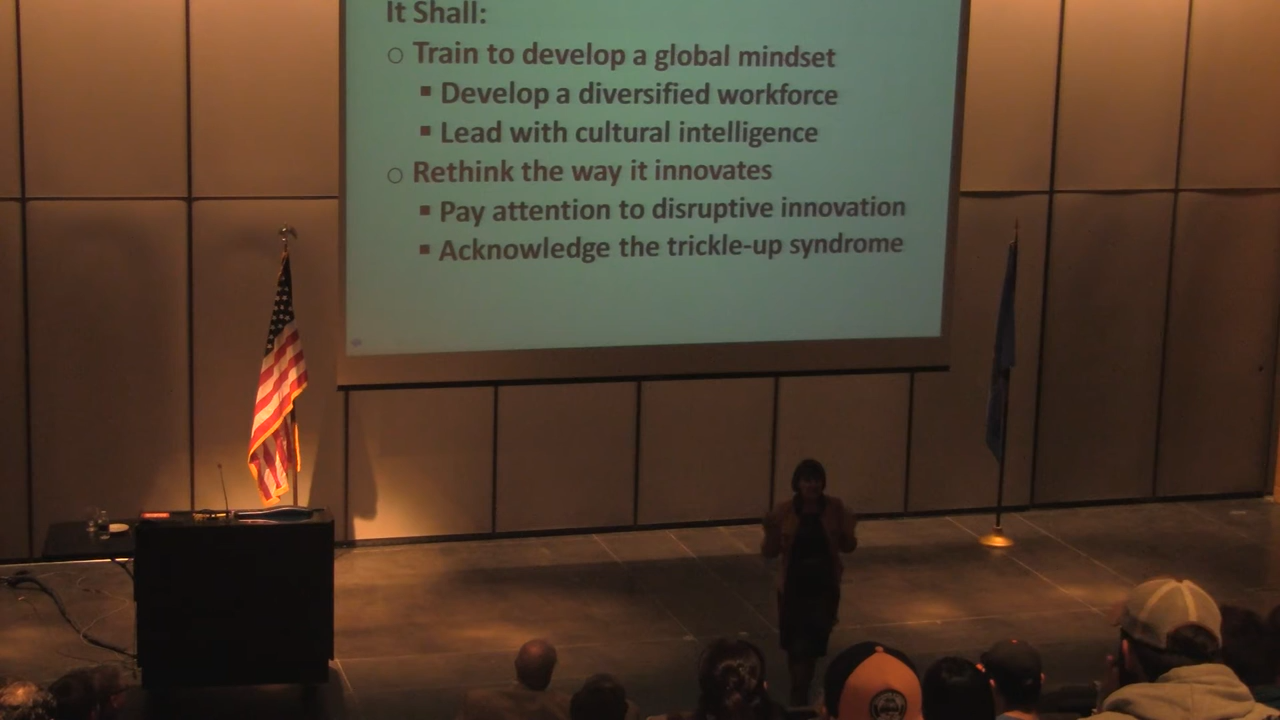 It Shall:
○ Train to develop a global mindset
▪ Develop a diversified workforce
▪ Lead with cultural intelligence
○ Rethink the way it innovates
▪ Pay attention to disruptive innovation
▪ Acknowledge the trickle-up syndrome